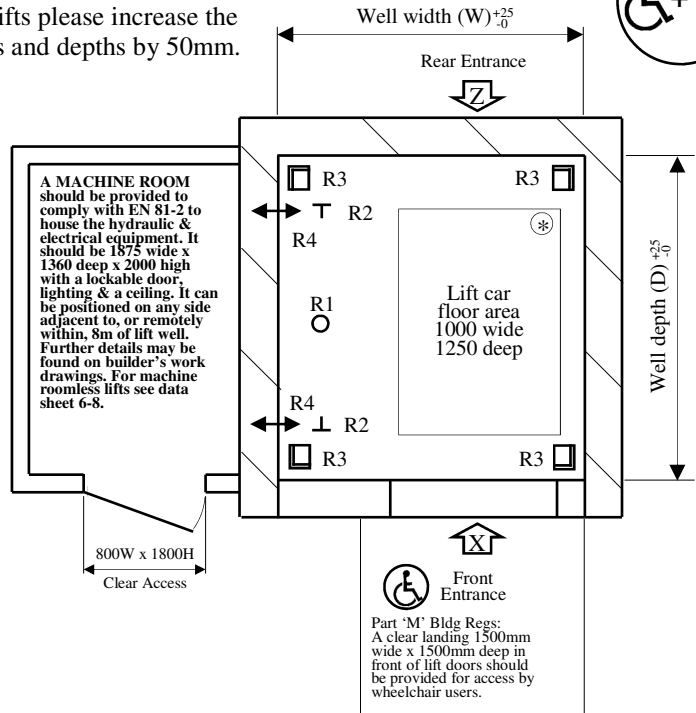 ifts please increase the
s and depths by 50mm.
Well width (W) +25 -0
Rear Entrance
Z
A MACHINE ROOM
should be provided to
comply with EN 81-2 to
house the hydraulic &
electrical equipment. It
should be 1875 wide x
1360 deep x 2000 high
with a lockable door,
lighting & a ceiling. It can
be positioned on any side
adjacent to, or remotely
within, 8m of lift well.
Further details may be
found on builder's work
drawings. For machine
roomless lifts see data
sheet 6-8.
R3
R3
R2
R4
*
Lift car
floor area
1000 wide
1250 deep
R1
R4
R2
R3
R3
Well depth (D) +25 -0
800W x 1800H
Clear Access
X
Front
Entrance
Part ‘M’ Bldg Regs:
A clear landing 1500mm
wide x 1500mm deep in
front of lift doors should
be provided for access by
wheelchair users.
+